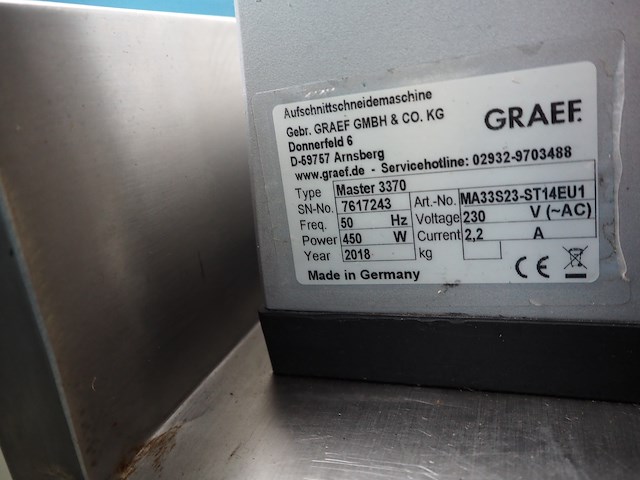 Aufschnittschneidemaschine
GRAEF
Gebr. GRAEF GMBH & CO. KG
Donnerfeld 6
D-59757 Arnsberg
www.graef.de - Servicehotline: 02932-9703488
Type Master 3370
SN-No. 7617243 Art.-No. MA33S23-ST14EU1
Freq. 50 Hz Voltage 230 V (~AC)
Power 450 W Current 2,2 A
Year 2018 kg
Made in Germany CE